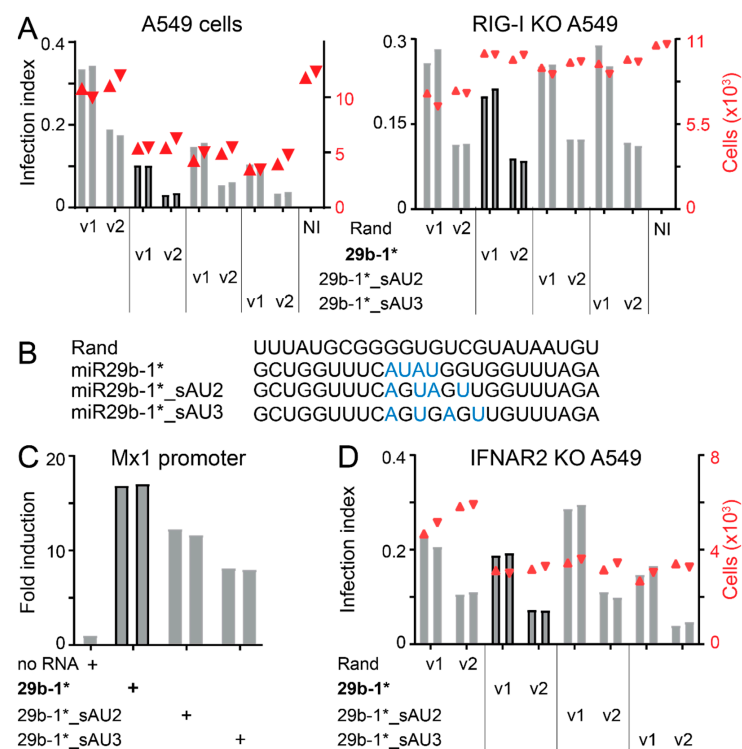 A
A549 cells
RIG-I KO A549
Infection index
0.4
0.2
0
10
5
0
0.3
0.15
0
11
5.5
0
Cells (x10³)
v1 v2 NI
Rand
v1 v2 NI
v1 v2
29b-1*
v1 v2
v1 v2
29b-1*_sAU2
v1 v2
v1 v2
29b-1*_sAU3
v1 v2
B
Rand UUUAUGCGGGGUGUCGUAUAAUGU
miR29b-1* GCUGGUUUCAUAUGGUGGUUUAGA
miR29b-1*_sAU2 GCUGGUUUCAGUAGUUGGUUUAGA
miR29b-1*_sAU3 GCUGGUUUCAGUGAGUUGUUUAGA
C
Mx1 promoter
Fold induction
20
10
0
no RNA +
29b-1* +
29b-1*_sAU2 +
29b-1*_sAU3 +
D
IFNAR2 KO A549
Infection index
0.4
0.2
0
8
6
3
0
Cells (x10³)
Rand v1 v2
29b-1* v1 v2
29b-1*_sAU2 v1 v2
29b-1*_sAU3 v1 v2